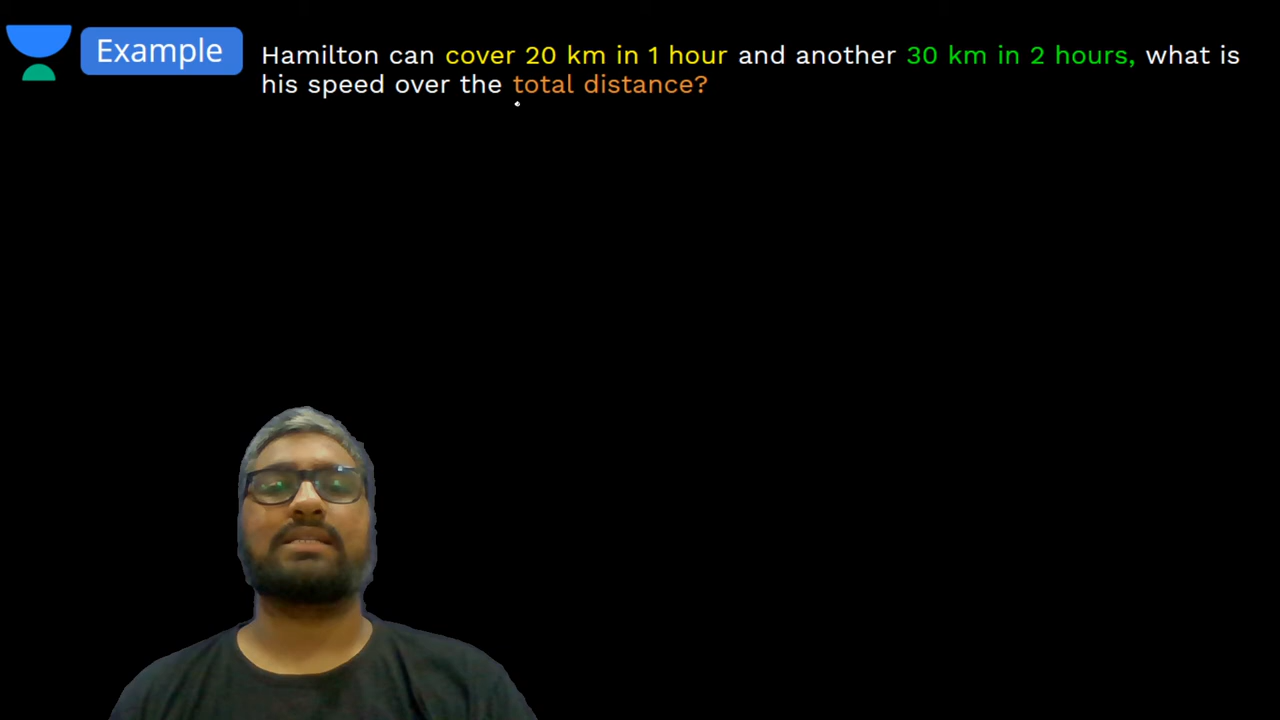 Example
Hamilton can cover 20 km in 1 hour and another 30 km in 2 hours, what is
his speed over the total distance?